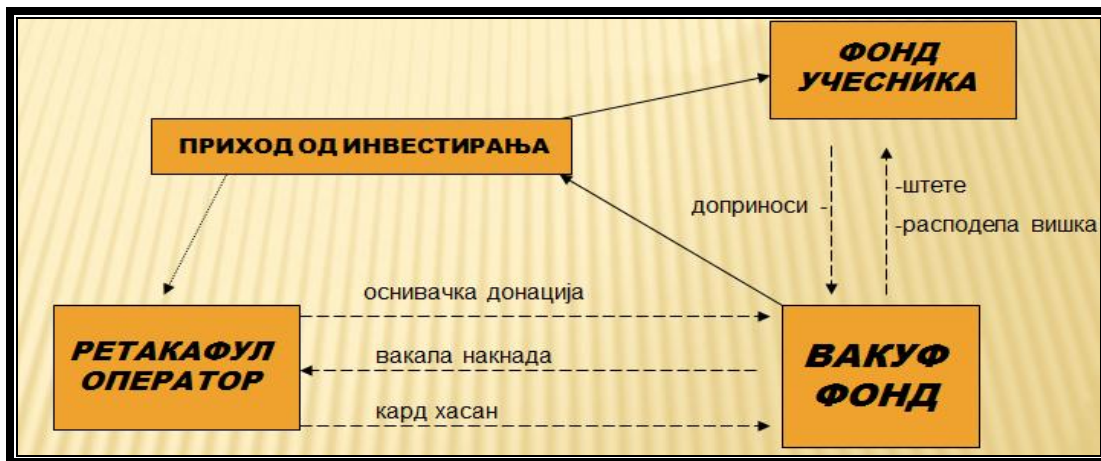 ФОНД
УЧЕСНИКА
ПРИХОД ОД ИНВЕСТИРАЊА
доприноси -
-штете
-расподела вишка
оснивачка донација
РЕТАКАФУЛ
ОПЕРАТОР
вакала накнада
ВАКУФ
ФОНД
кард хасан